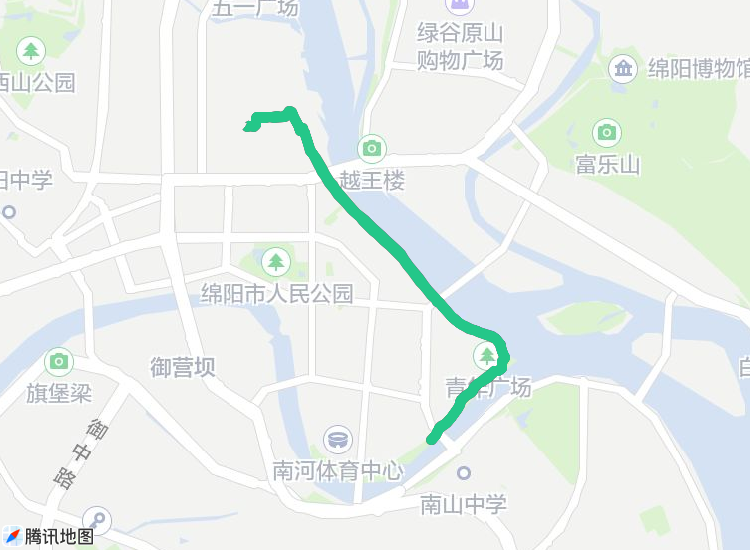 五一广场
绿谷原山
购物广场
绵阳博物馆
西山公园
富乐山
阳中学
越王楼
绵阳市人民公园
御营坝
青年广场
旗堡梁
御中路
南河体育中心
南山中学
白
腾讯地图